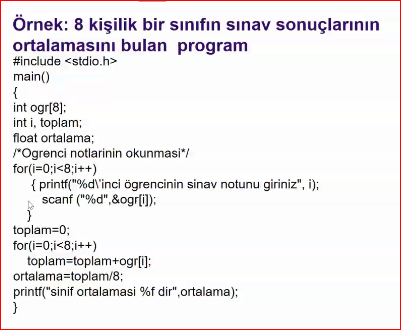 Örnek: 8 kişilik bir sınıfın sınav sonuçlarının
ortalamasını bulan program
#include <stdio.h>
main()
{
int ogr[8];
int i, toplam;
float ortalama;
/*Ogrenci notlarinin okunmasi*/
for(i=0;i<8;i++)
{ printf("%d\'inci ögrencinin sinav notunu giriniz", i);
scanf ("%d",&ogr[i]);
}
toplam=0;
for(i=0;i<8;i++)
toplam=toplam+ogr[i];
ortalama=toplam/8;
printf("sinif ortalamasi %f dir",ortalama);
}